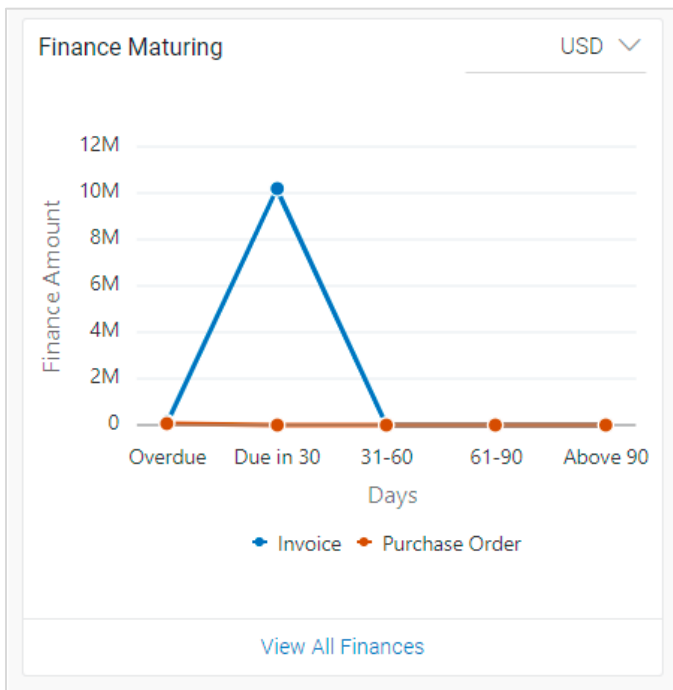 Finance Maturing
USD
12M
10M
8M
6M
4M
2M
0
Finance Amount
Overdue Due in 30 31-60 61-90 Above 90
Days
Invoice Purchase Order
View All Finances